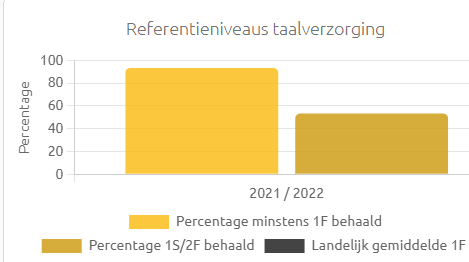 Referentieniveaus taalverzorging
Percentage
100
80
60
40
20
0
2021 / 2022
Percentage minstens 1F behaald
Percentage 1S/2F behaald Landelijk gemiddelde 1F